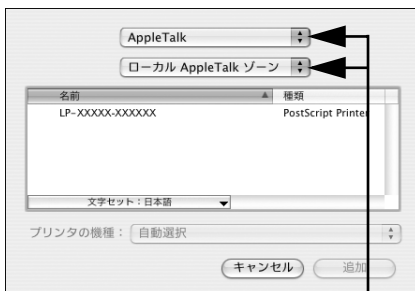 AppleTalk
ローカル AppleTalk ゾーン
名前 種類
LP-XXXXX-XXXXXX PostScript Printer
文字セット：日本語
プリンタの機種： 自動選択
キャンセル 追加